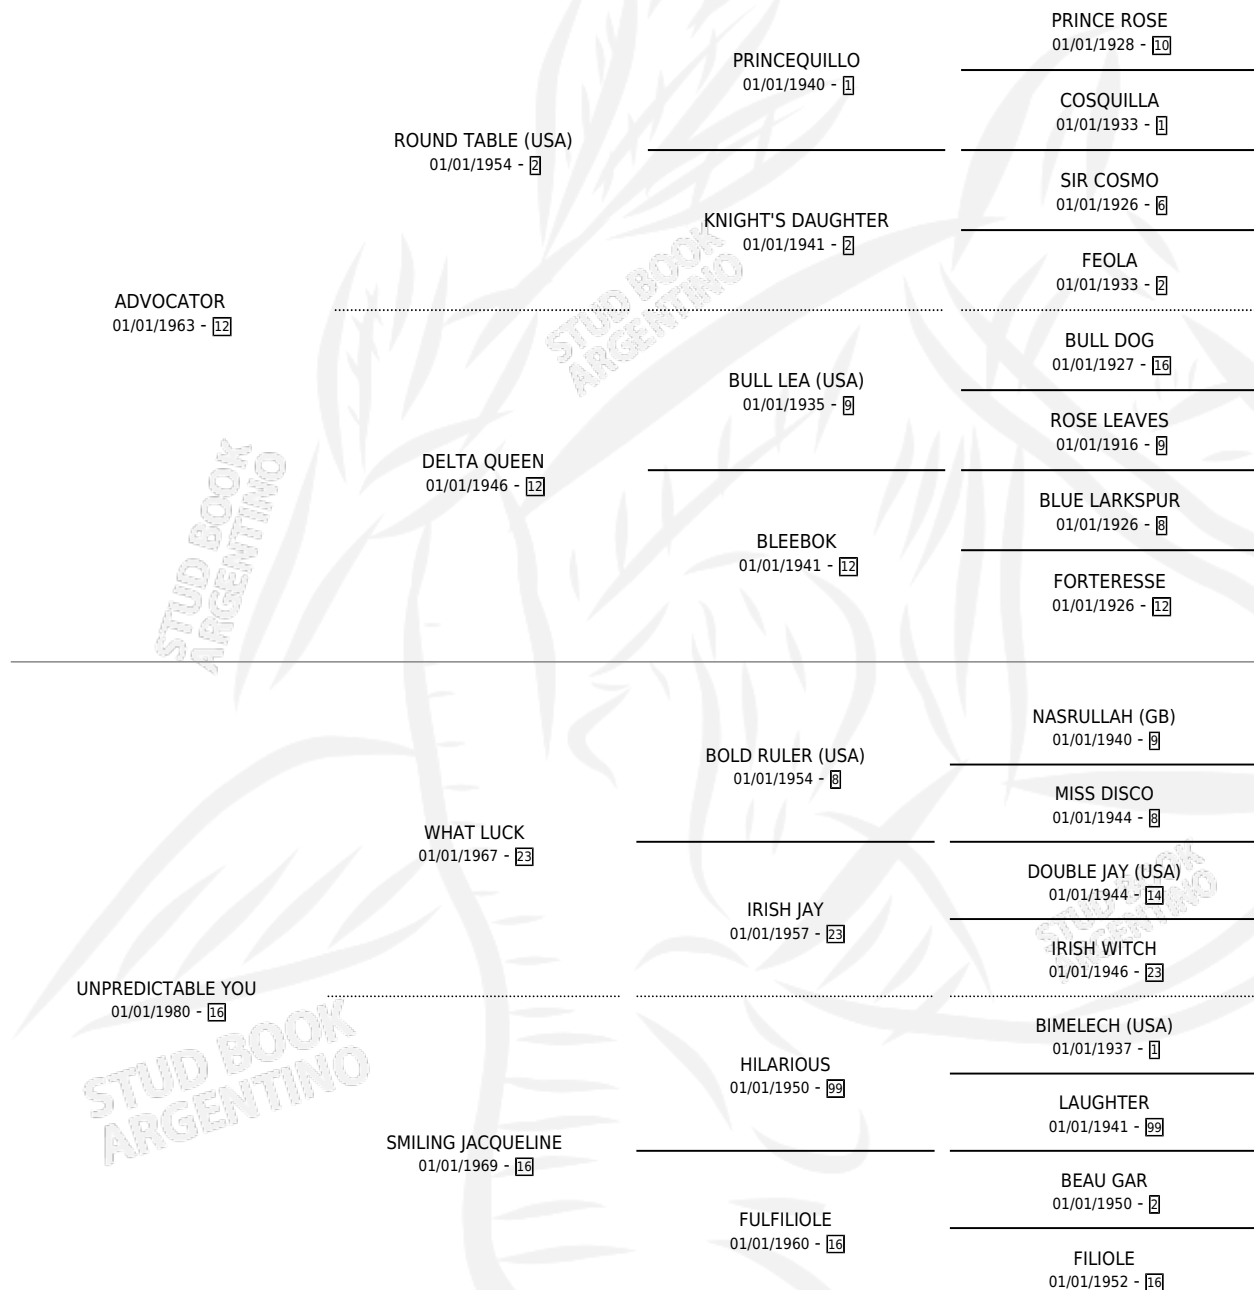 PRINCE ROSE
01/01/1928 - 10
PRINCEQUILLO
01/01/1940 - 1
COSQUILLA
01/01/1933 - 1
ROUND TABLE (USA)
01/01/1954 - 2
SIR COSMO
01/01/1926 - 6
KNIGHT'S DAUGHTER
01/01/1941 - 2
FEOLA
01/01/1933 - 2
ADVOCATOR
01/01/1963 - 12
STUD BOOK
ARGENTINO
BULL DOG
01/01/1927 - 16
BULL LEA (USA)
01/01/1935 - 9
ROSE LEAVES
01/01/1916 - 9
DELTA QUEEN
01/01/1946 - 12
BLUE LARKSPUR
01/01/1926 - 8
BLEEBOK
01/01/1941 - 12
FORTERESSE
01/01/1926 - 12
STUD BOOK
ARGENTINO
NASRULLAH (GB)
01/01/1940 - 9
BOLD RULER (USA)
01/01/1954 - 8
MISS DISCO
01/01/1944 - 8
WHAT LUCK
01/01/1967 - 23
DOUBLE JAY (USA)
01/01/1944 - 14
IRISH JAY
01/01/1957 - 23
IRISH WITCH
01/01/1946 - 23
STUD BOOK
ARGENTINO
UNPREDICTABLE YOU
01/01/1980 - 16
BIMELECH (USA)
01/01/1937 - 1
HILARIOUS
01/01/1950 - 99
LAUGHTER
01/01/1941 - 99
STUD BOOK
ARGENTINO
SMILING JACQUELINE
01/01/1969 - 16
BEAU GAR
01/01/1950 - 2
FULFILIOLE
01/01/1960 - 16
FILIOLE
01/01/1952 - 16